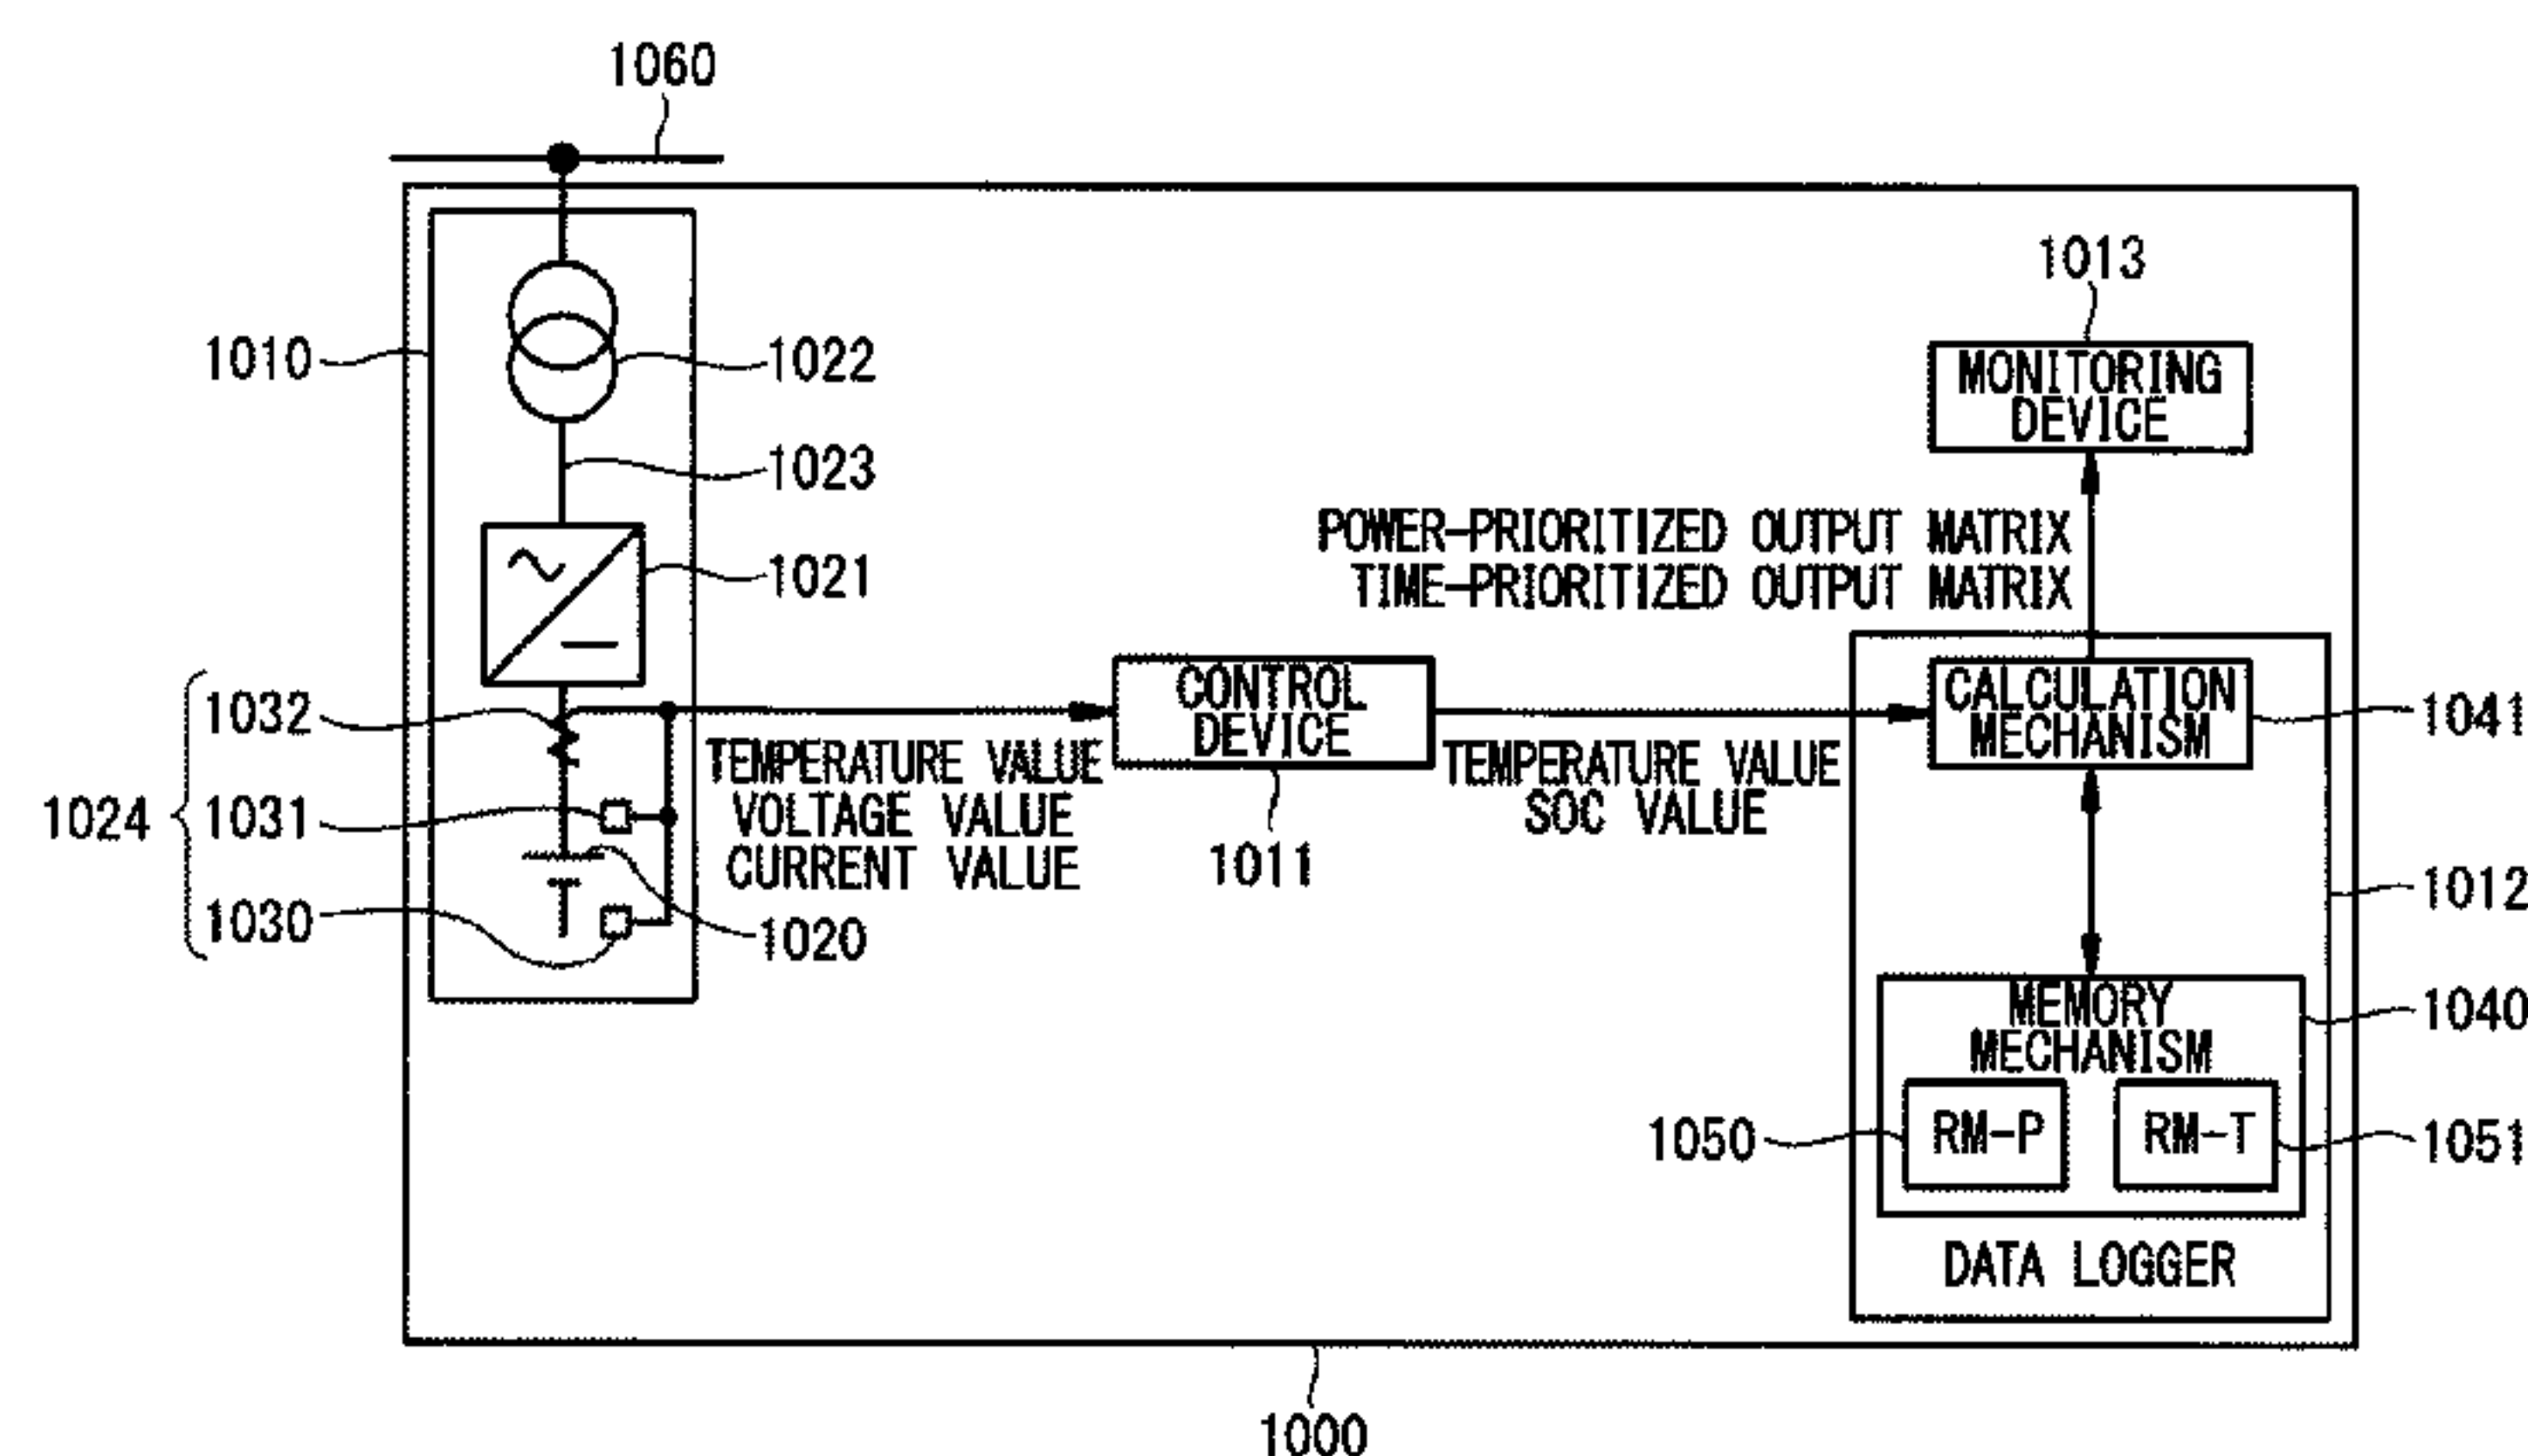 1060
1013
1010
1022
MONITORING
DEVICE
1023
POWER-PRIORITIZED OUTPUT MATRIX
TIME-PRIORITIZED OUTPUT MATRIX
1021
1032
CONTROL
DEVICE
CALCULATION
MECHANISM
1041
1024
1031
TEMPERATURE VALUE
VOLTAGE VALUE
CURRENT VALUE
TEMPERATURE VALUE
SOC VALUE
1011
1012
1030
1020
MEMORY
MECHANISM
1040
1050
RM-P
RM-T
1051
DATA LOGGER
1000